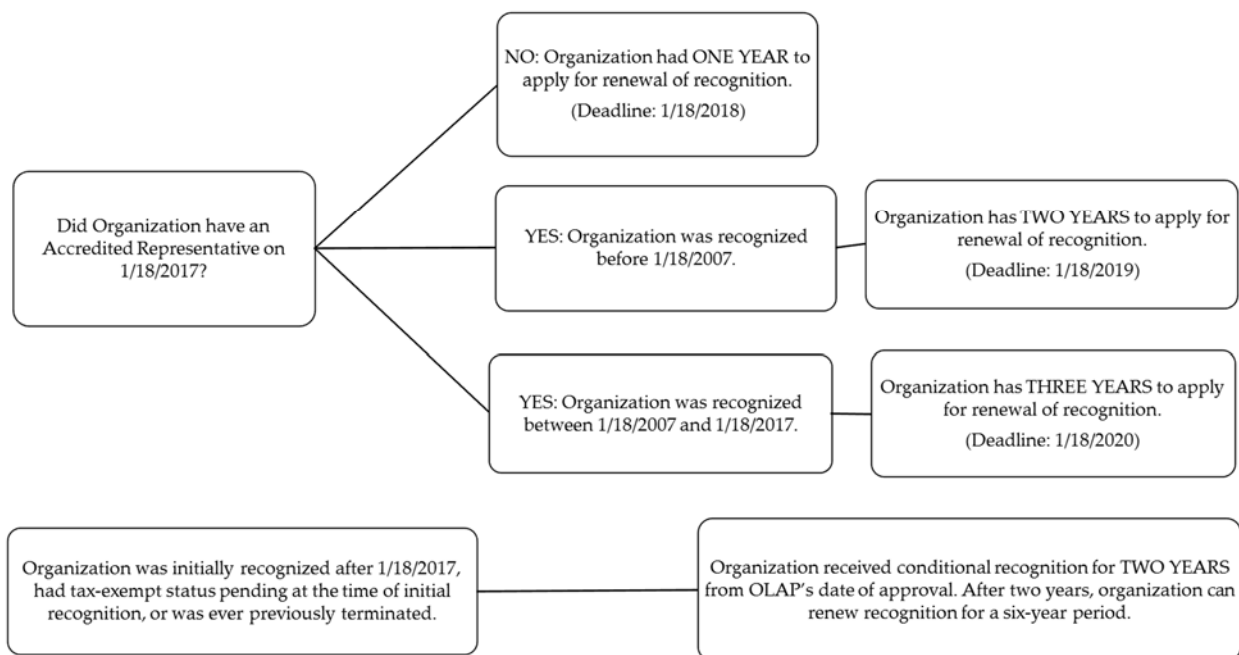 NO: Organization had ONE YEAR to
apply for renewal of recognition.
(Deadline: 1/18/2018)
Did Organization have an
Accredited Representative on
1/18/2017?
YES: Organization was recognized
before 1/18/2007.
Organization has TWO YEARS to apply for
renewal of recognition.
(Deadline: 1/18/2019)
YES: Organization was recognized
between 1/18/2007 and 1/18/2017.
Organization has THREE YEARS to apply
for renewal of recognition.
(Deadline: 1/18/2020)
Organization was initially recognized after 1/18/2017,
had tax-exempt status pending at the time of initial
recognition, or was ever previously terminated.
Organization received conditional recognition for TWO YEARS
from OLAP’s date of approval. After two years, organization can
renew recognition for a six-year period.